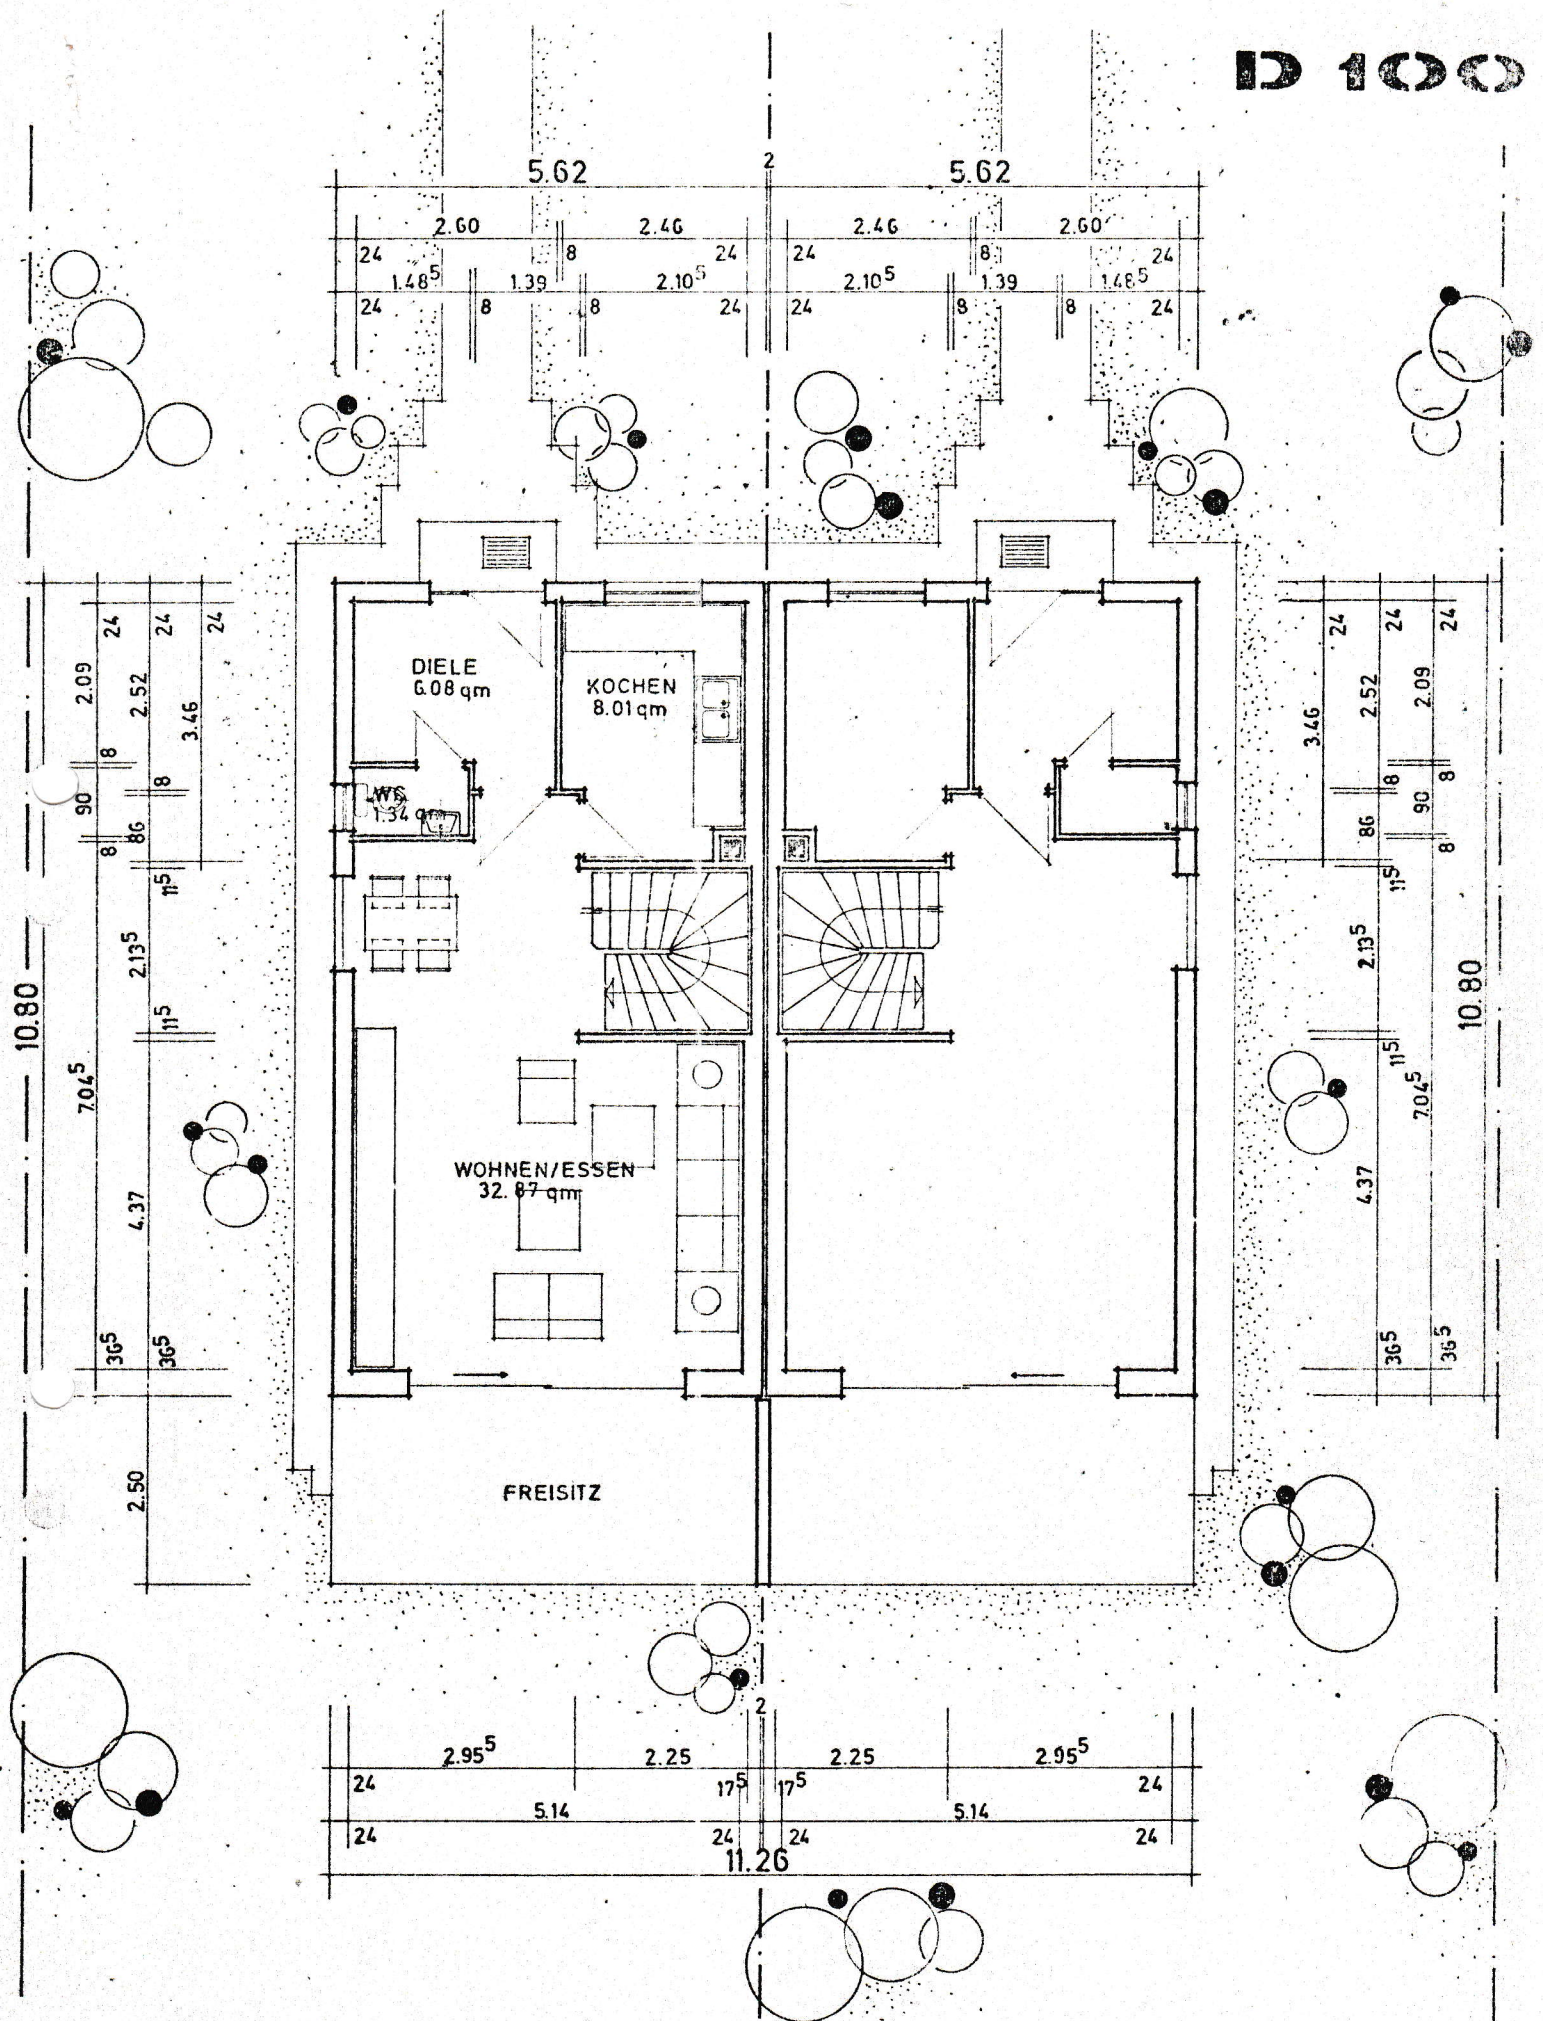 D 100
2
5.62 5.62
2.60 2.46 2.46 2.60
24 8 24 24 8 24
1.48⁵ 1.39 2.10⁵ 2.10⁵ 1.39 1.48⁵
24 8 8 24 24 8 8 24
24 24 24
2.09 2.52 3.46
8 8
90 86
8
11⁵
2.13⁵
11⁵
10.80
7.04⁵
4.37
36⁵ 36⁵
2.50
DIELE
6.08 qm
KOCHEN
8.01 qm
WC
1.34 qm
WOHNEN/ESSEN
32.87 qm
FREISITZ
24 24 24
3.46 2.52 2.09
8 8
86 90
8
11⁵
2.13⁵
11⁵
10.80
7.04⁵
4.37
36⁵ 36⁵
2
2.95⁵ 2.25 2.25 2.95⁵
24 17⁵ 17⁵ 24
5.14 5.14
24 24 24 24
11.26